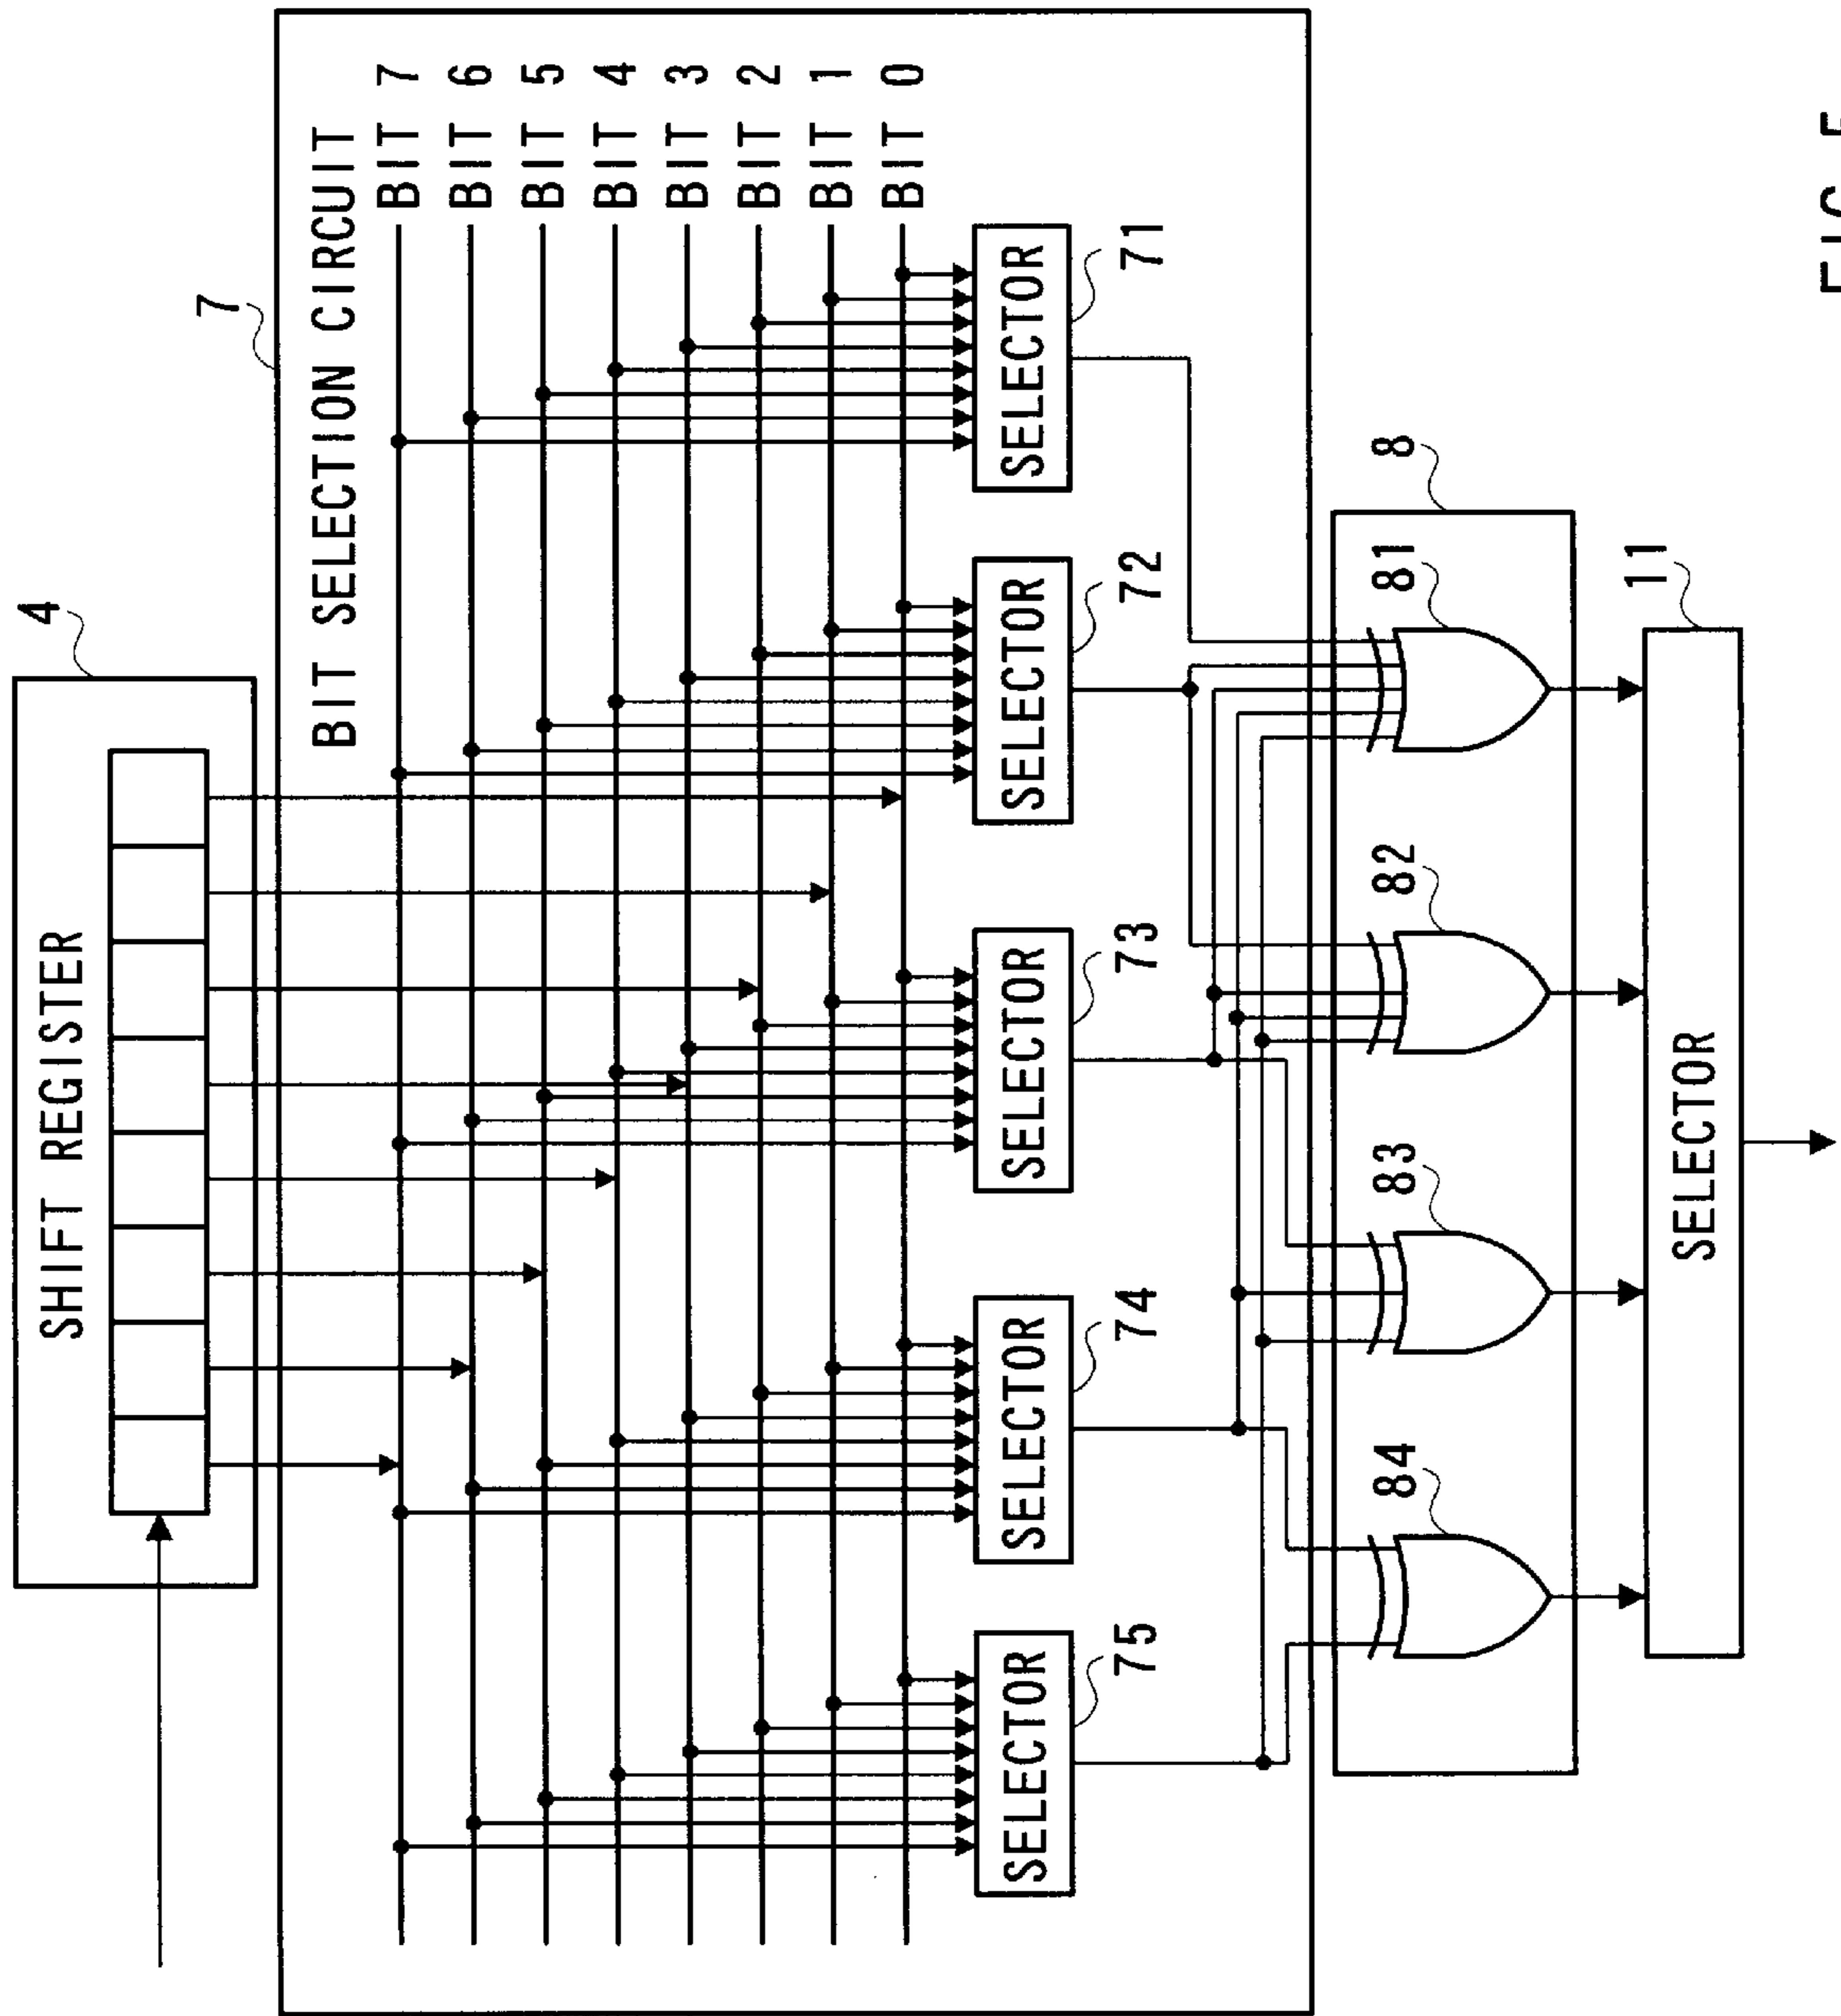 4
SHIFT REGISTER
7
BIT SELECTION CIRCUIT
BIT 7
BIT 6
BIT 5
BIT 4
BIT 3
BIT 2
BIT 1
BIT 0
SELECTOR
75
SELECTOR
74
SELECTOR
73
SELECTOR
72
SELECTOR
71
8
84
83
82
81
11
SELECTOR